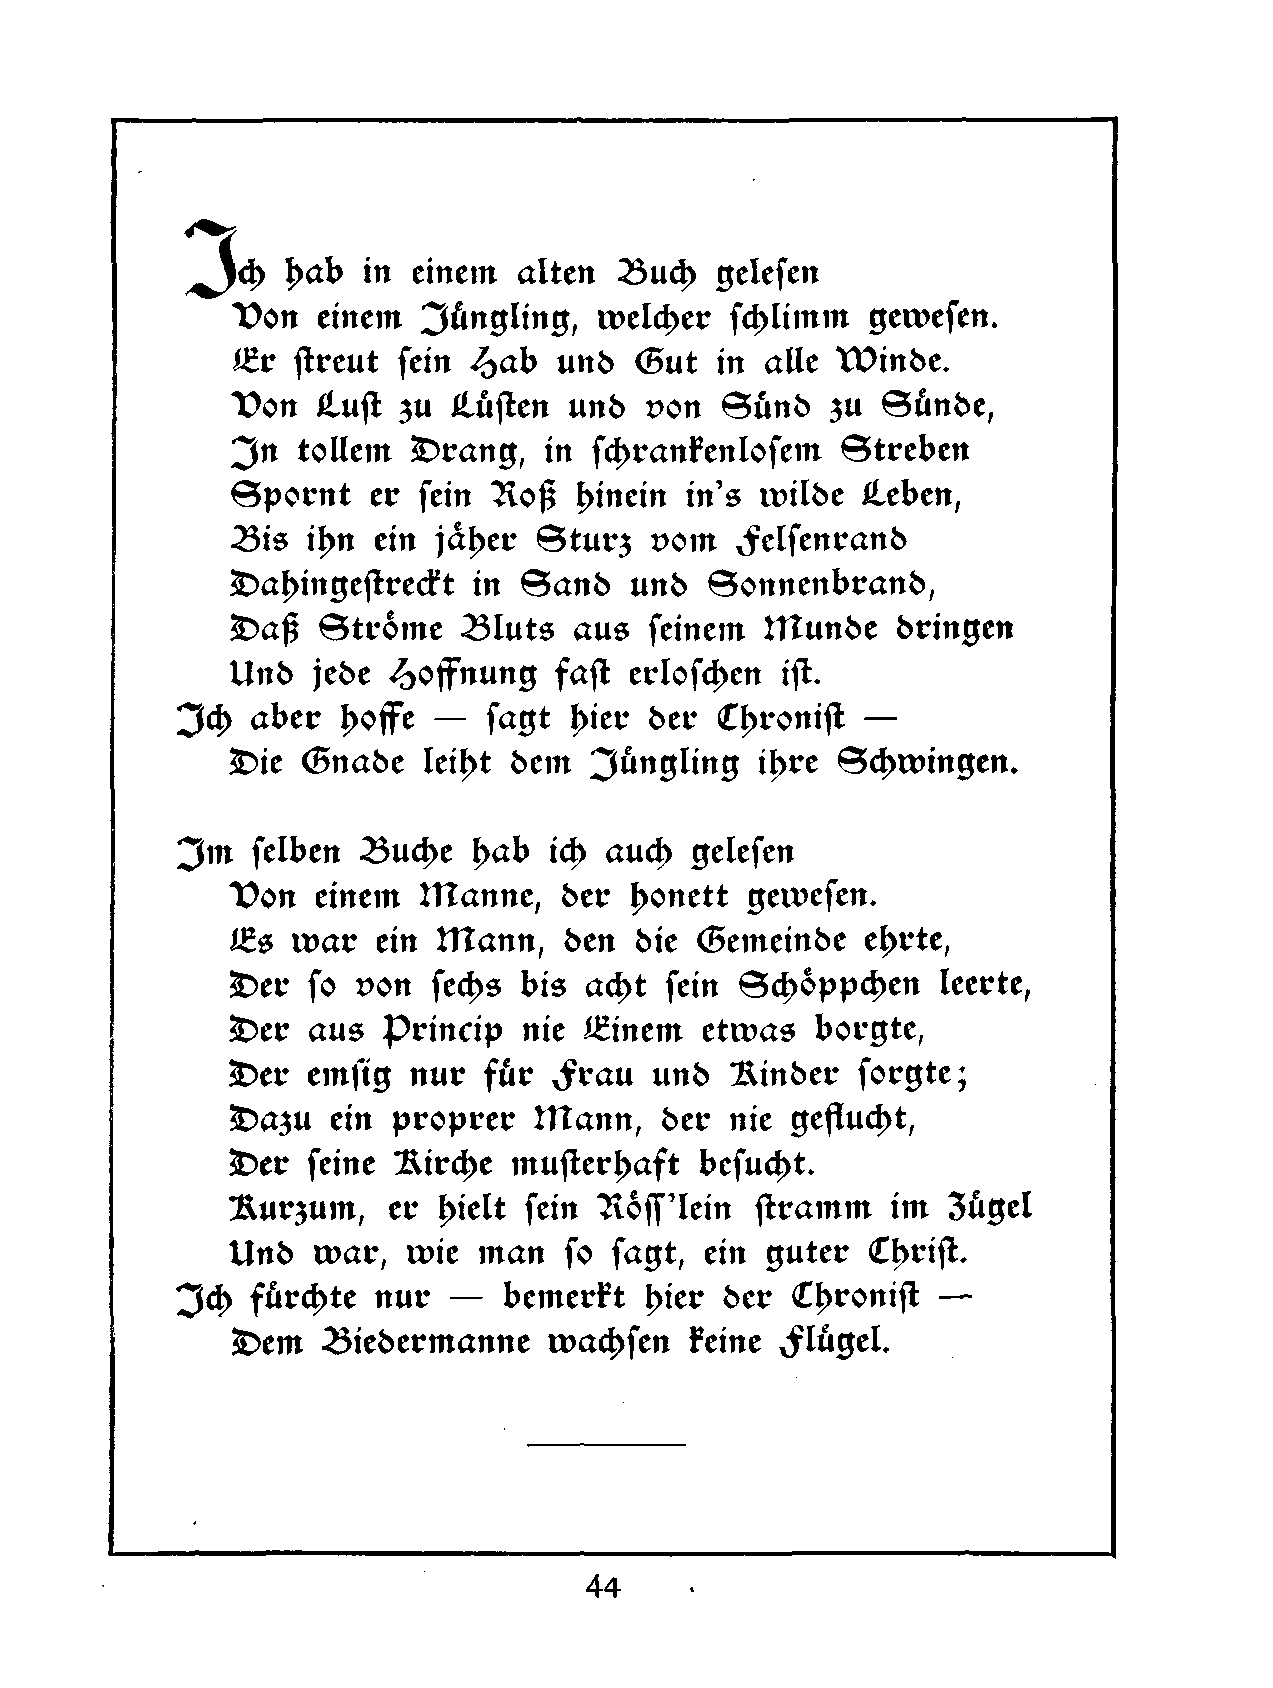 Ich hab in einem alten Buch geleſen
Von einem Jüngling, welcher ſchlimm geweſen.
Er ſtreut ſein Hab und Gut in alle Winde.
Von Luſt zu Lüſten und von Sünd zu Sünde,
In tollem Drang, in ſchrankenloſem Streben
Spornt er ſein Roß hinein in's wilde Leben,
Bis ihn ein jäher Sturz vom Felſenrand
Dahingeſtreckt in Sand und Sonnenbrand,
Daß Ströme Bluts aus ſeinem Munde dringen
Und jede Hoffnung faſt erloſchen iſt.
Ich aber hoffe — ſagt hier der Chroniſt —
Die Gnade leiht dem Jüngling ihre Schwingen.
Im ſelben Buche hab ich auch geleſen
Von einem Manne, der honett geweſen.
Es war ein Mann, den die Gemeinde ehrte,
Der ſo von ſechs bis acht ſein Schöppchen leerte,
Der aus Princip nie Einem etwas borgte,
Der emſig nur für Frau und Kinder ſorgte;
Dazu ein proprer Mann, der nie geflucht,
Der ſeine Kirche muſterhaft beſucht.
Kurzum, er hielt ſein Röſſ'lein ſtramm im Zügel
Und war, wie man ſo ſagt, ein guter Chriſt.
Ich fürchte nur — bemerkt hier der Chroniſt —
Dem Biedermanne wachſen keine Flügel.
44